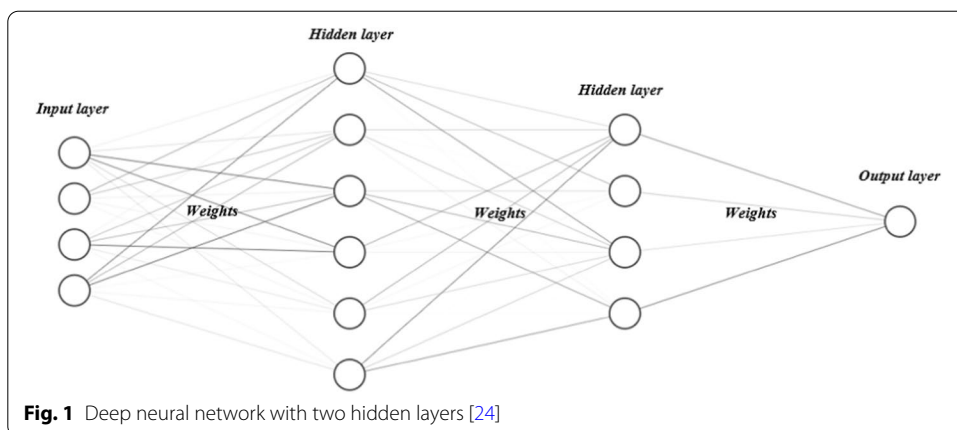 Hidden layer
Hidden layer
Input layer
Output layer
Weights
Weights
Weights
Fig. 1 Deep neural network with two hidden layers [24]